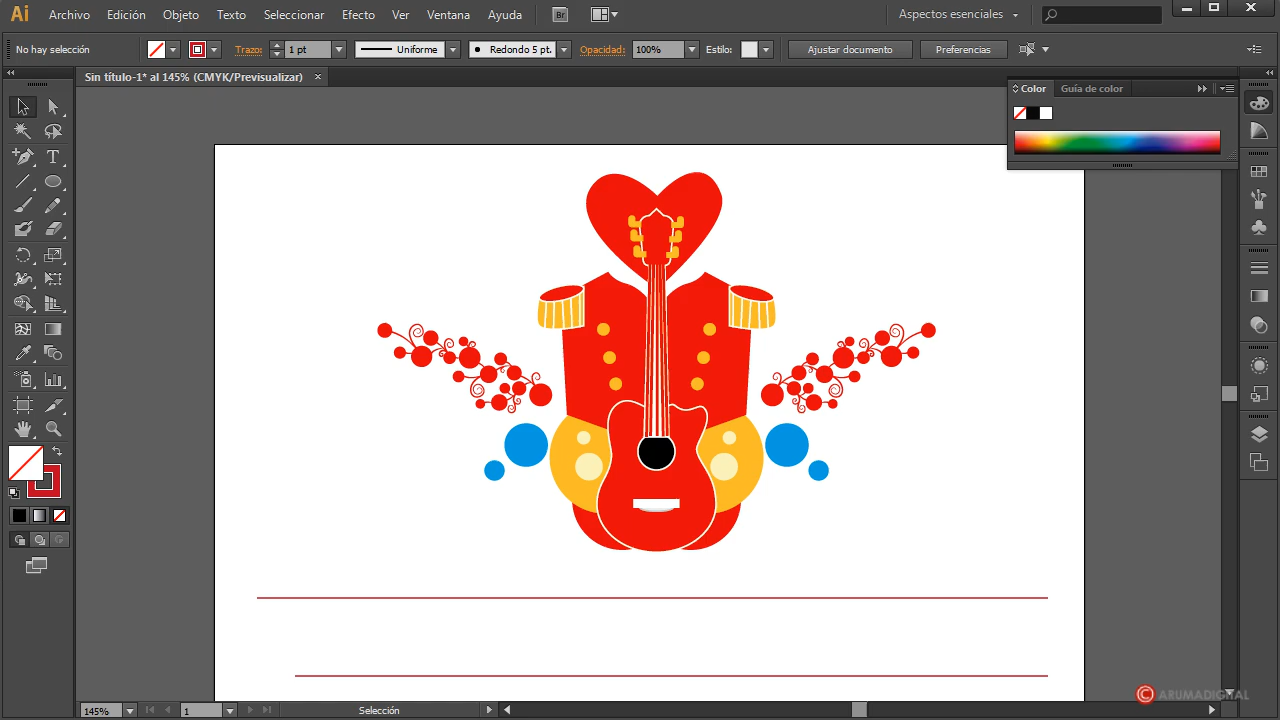 Ai Archivo Edición Objeto Texto Seleccionar Efecto Ver Ventana Ayuda Br Aspectos esenciales
No hay selección Trazo: 1 pt Uniforme Redondo 5 pt. Opacidad: 100% Estilo: Ajustar documento Preferencias
Sin título-1* al 145% (CMYK/Previsualizar)
Color Guía de color
T
145% 1 Selección
© ARUMADIGITAL